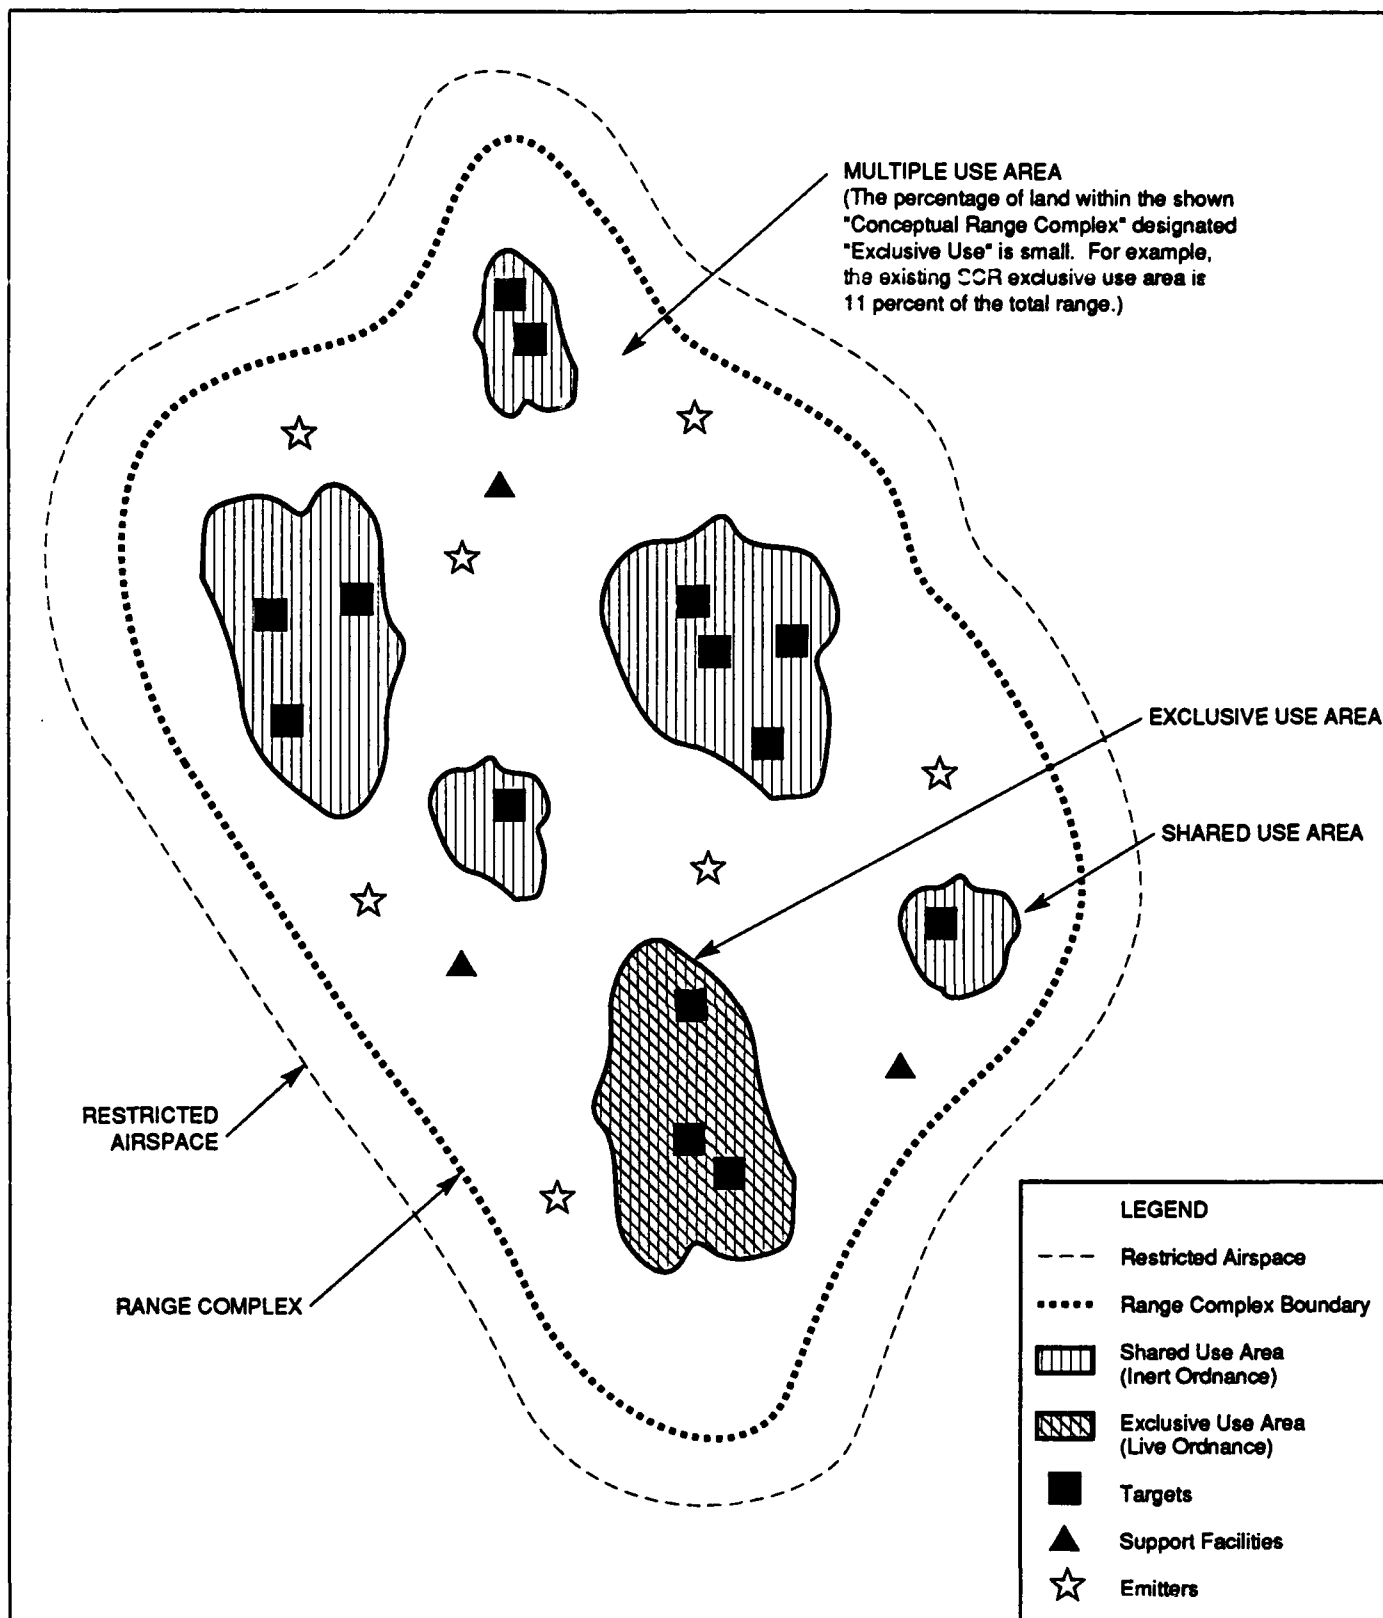 MULTIPLE USE AREA
(The percentage of land within the shown
"Conceptual Range Complex" designated
"Exclusive Use" is small. For example,
the existing SCR exclusive use area is
11 percent of the total range.)
EXCLUSIVE USE AREA
SHARED USE AREA
RESTRICTED
AIRSPACE
RANGE COMPLEX
LEGEND
Restricted Airspace
Range Complex Boundary
Shared Use Area
(Inert Ordnance)
Exclusive Use Area
(Live Ordnance)
Targets
Support Facilities
Emitters